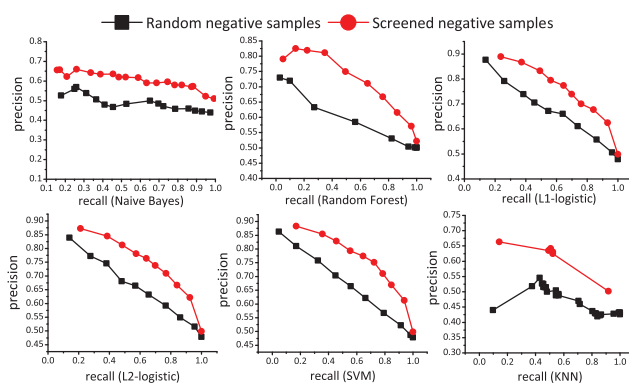 Random negative samples Screened negative samples
0.8 0.7 0.6 0.5 0.4 0.3 0.2 0.1
precision
0.1 0.2 0.3 0.4 0.5 0.6 0.7 0.8 0.9 1.0
recall (Naive Bayes)
0.85 0.80 0.75 0.70 0.65 0.60 0.55 0.50 0.45 0.40
precision
0.0 0.2 0.4 0.6 0.8 1.0
recall (Random Forest)
0.9 0.8 0.7 0.6 0.5 0.4
precision
0.0 0.2 0.4 0.6 0.8 1.0
recall (L1-logistic)
0.90 0.85 0.80 0.75 0.70 0.65 0.60 0.55 0.50 0.45
precision
0.0 0.2 0.4 0.6 0.8 1.0
recall (L2-logistic)
0.90 0.85 0.80 0.75 0.70 0.65 0.60 0.55 0.50 0.45
precision
0.0 0.2 0.4 0.6 0.8 1.0
recall (SVM)
0.75 0.70 0.65 0.60 0.55 0.50 0.45 0.40 0.35 0.30
precision
0.0 0.2 0.4 0.6 0.8 1.0
recall (KNN)